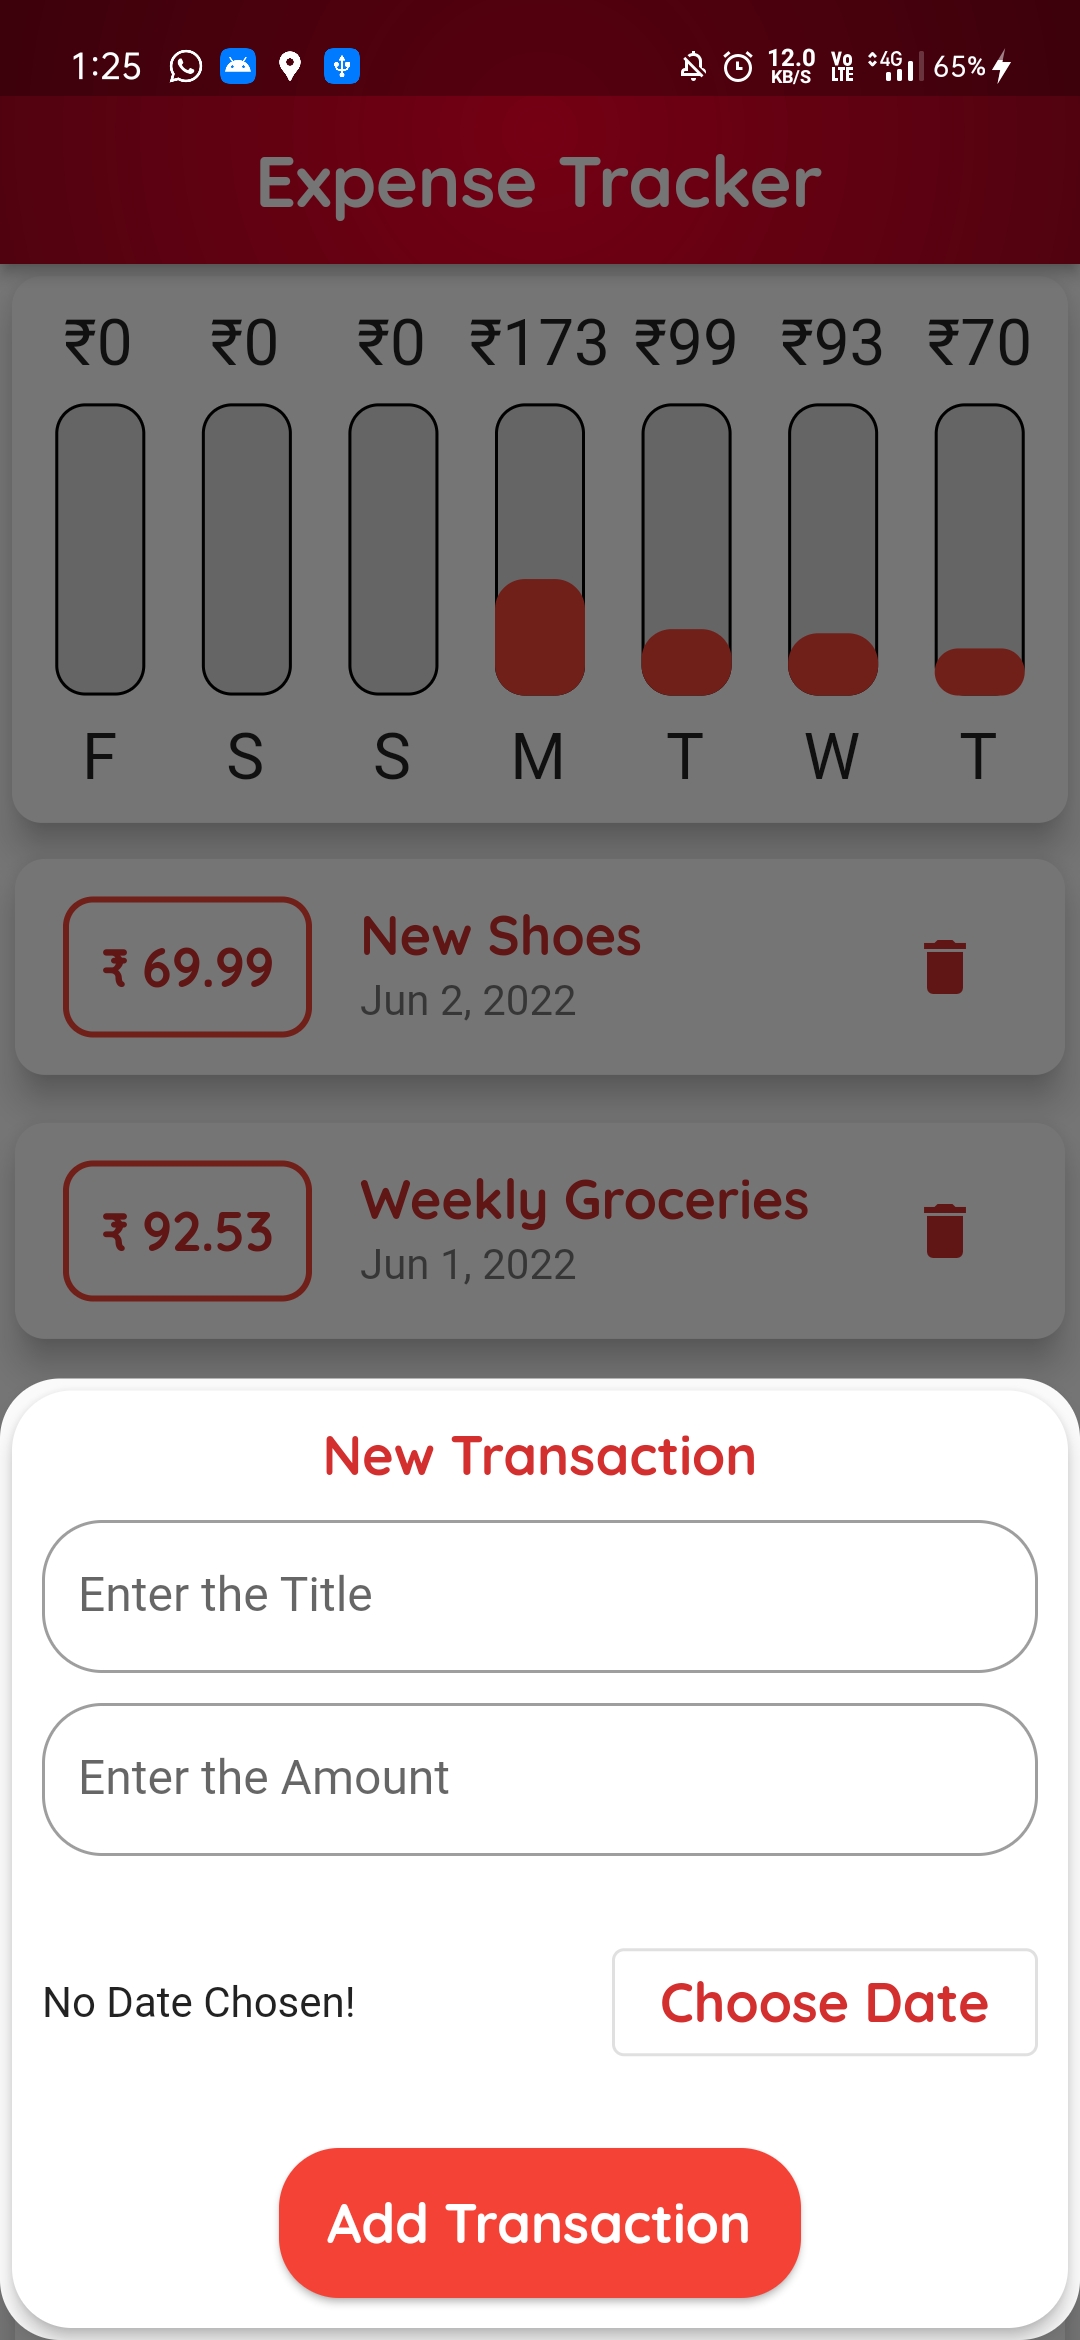 1:25 12.0 KB/S Vo LTE 4G 65%
Expense Tracker
₹0 ₹0 ₹0 ₹173 ₹99 ₹93 ₹70
F S S M T W T
New Shoes
₹ 69.99
Jun 2, 2022
Weekly Groceries
₹ 92.53
Jun 1, 2022
New Transaction
Enter the Title
Enter the Amount
No Date Chosen! Choose Date
Add Transaction